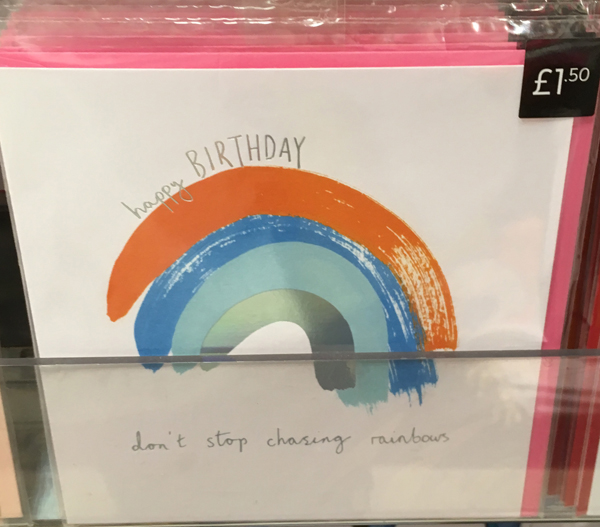 £1.50
happy BIRTHDAY
don't stop chasing rainbows